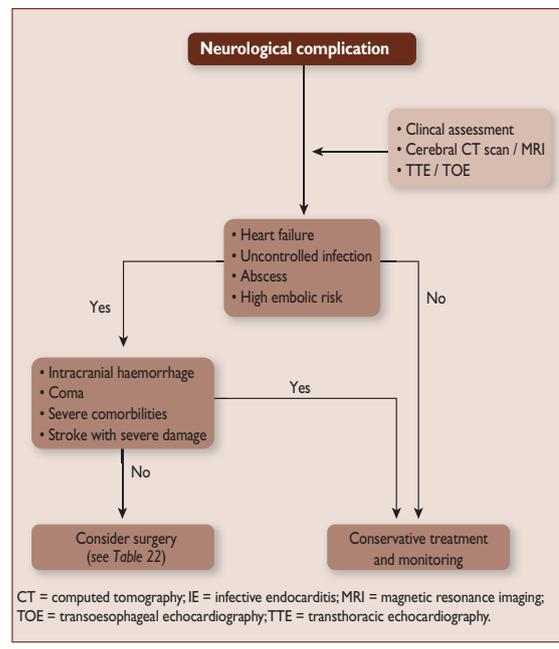 Neurological complication
• Clincal assessment
• Cerebral CT scan / MRI
• TTE / TOE
• Heart failure
• Uncontrolled infection
• Abscess
• High embolic risk
Yes
No
• Intracranial haemorrhage
• Coma
• Severe comorbilities
• Stroke with severe damage
Yes
No
Consider surgery
(see Table 22)
Conservative treatment
and monitoring
CT = computed tomography; IE = infective endocarditis; MRI = magnetic resonance imaging;
TOE = transoesophageal echocardiography; TTE = transthoracic echocardiography.